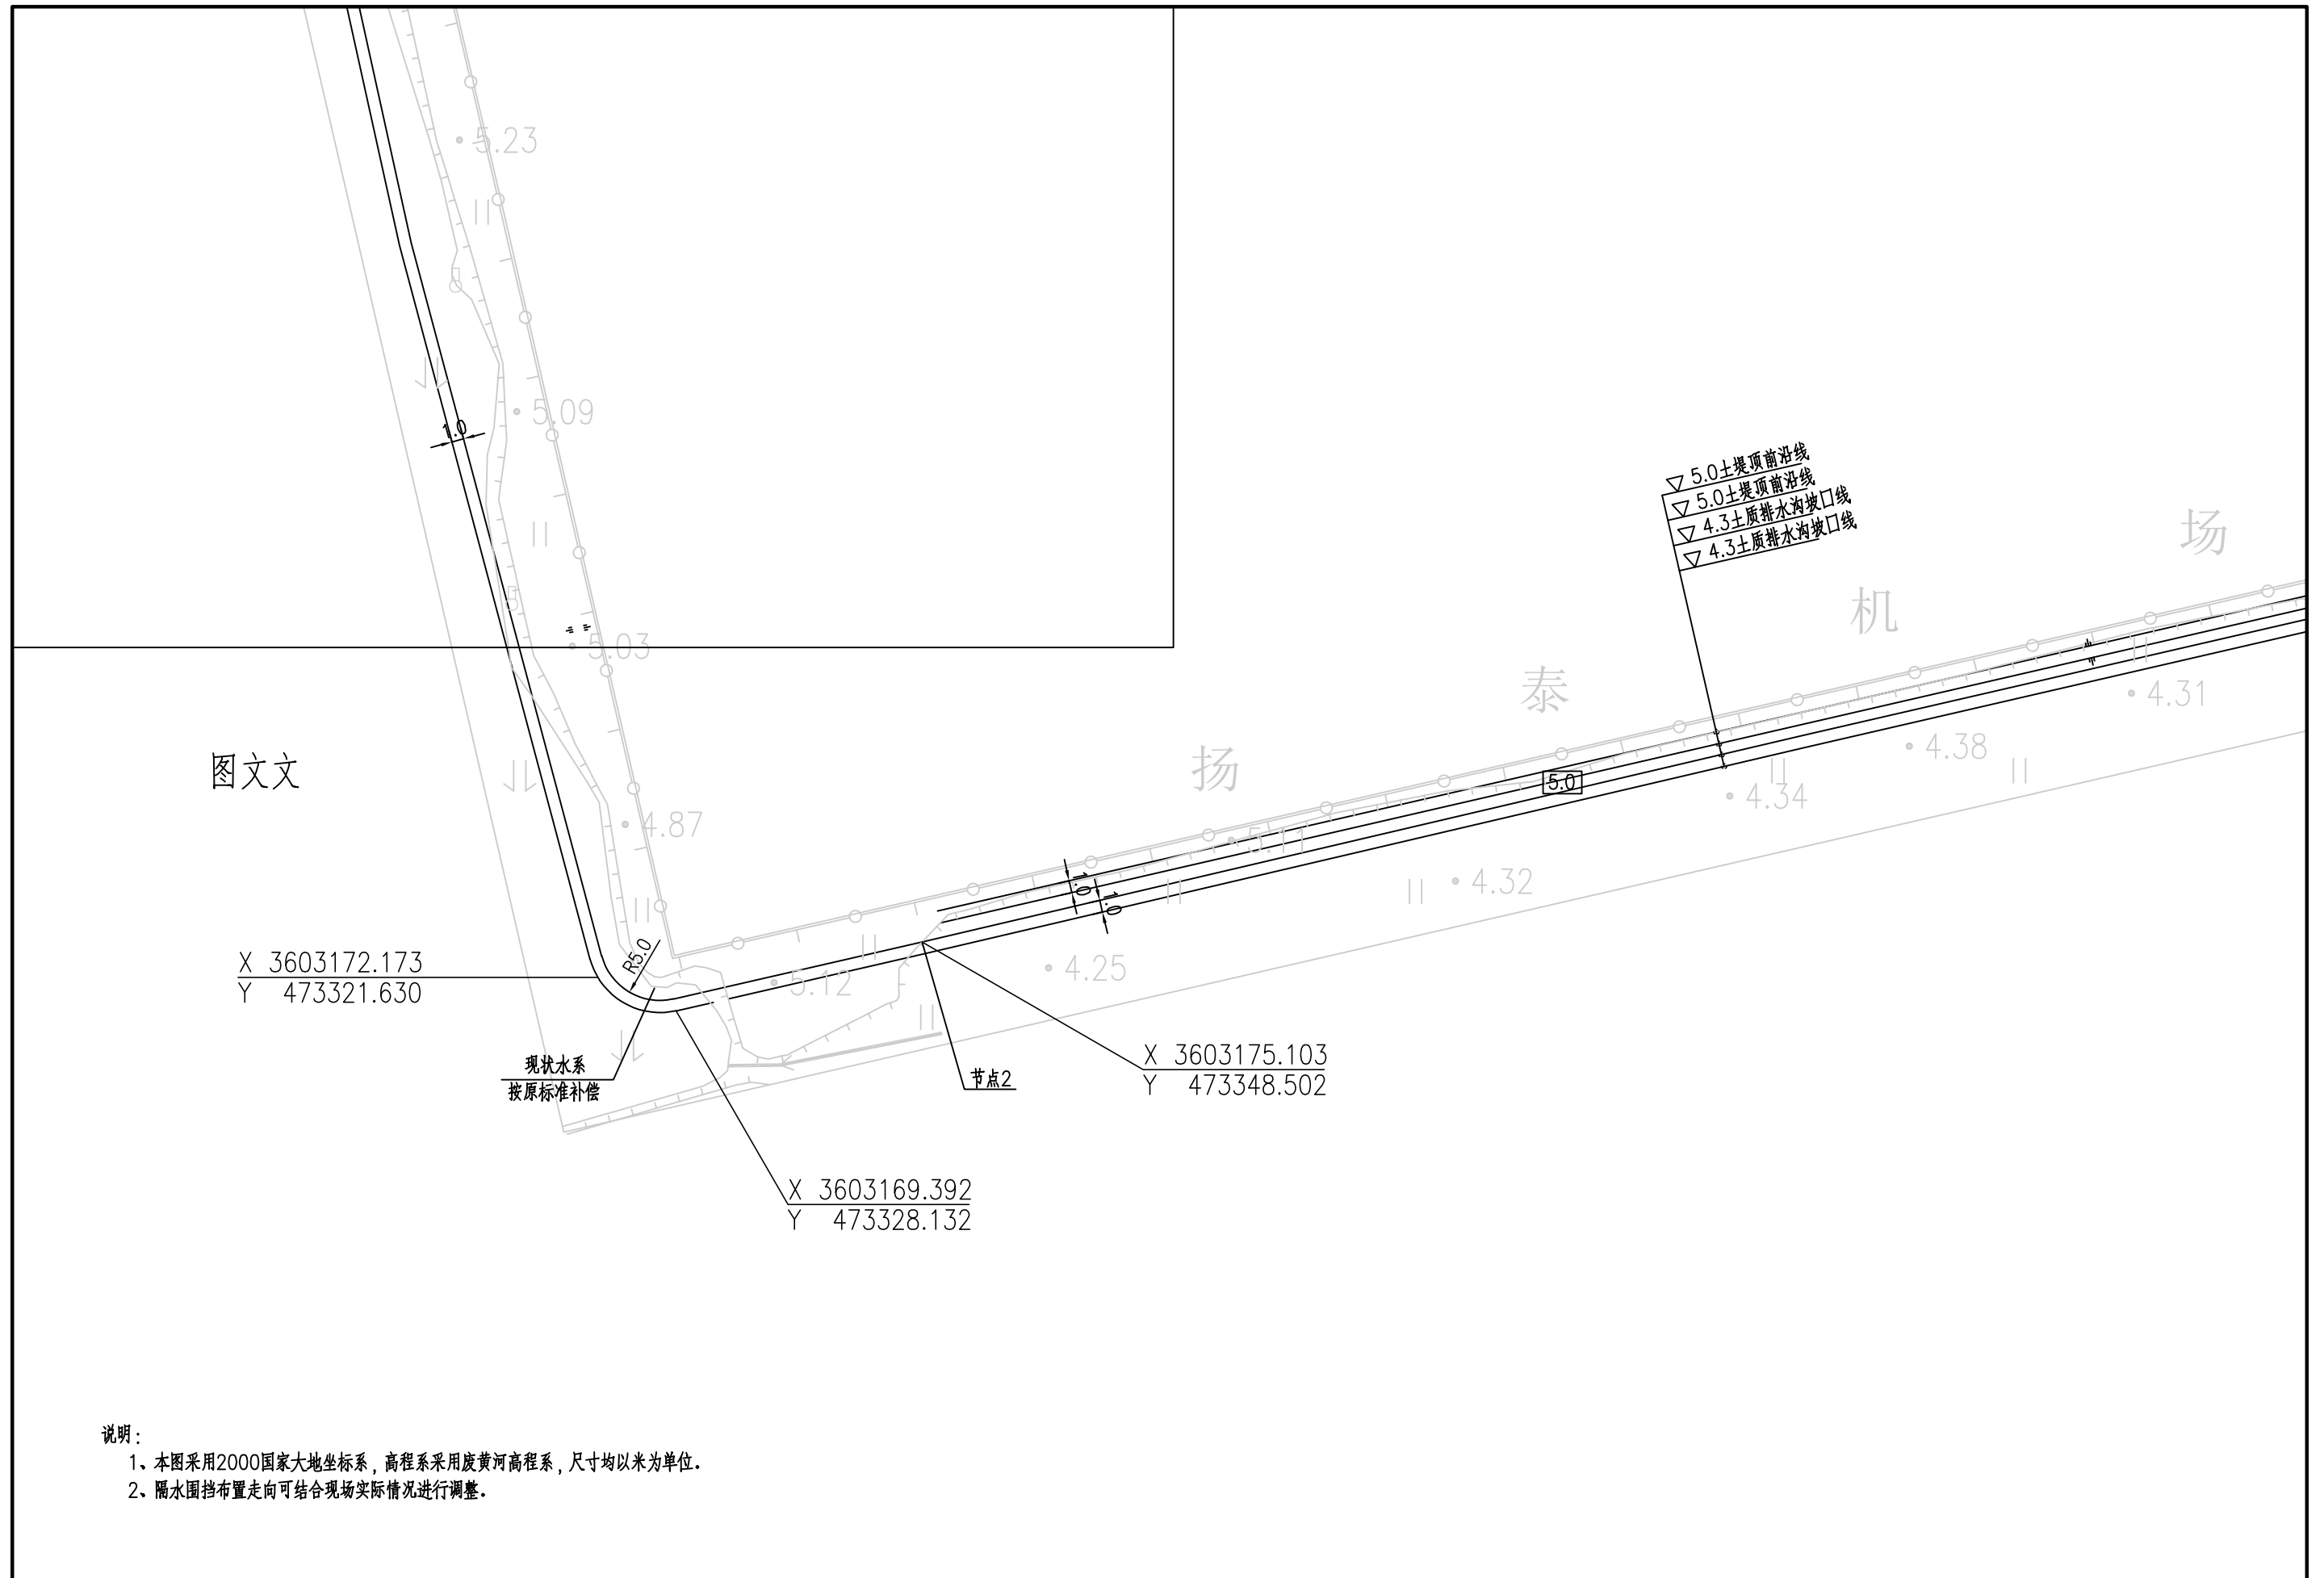 5.23
5
5.09
1.0
▽ 5.0土堤顶前沿线
▽ 5.0土堤顶前沿线
▽ 4.3土质排水沟坡口线
▽ 4.3土质排水沟坡口线
场
机
5
5.03
泰
4.31
4.38
扬
图文文
5.0
4.34
4.87
5.11
4.32
1.0
1.0
R5.0
X 3603172.173
Y 473321.630
5.12
4.25
现状水系
按原标准补偿
节点2
X 3603175.103
Y 473348.502
X 3603169.392
Y 473328.132
说明：
1、本图采用2000国家大地坐标系，高程系采用废黄河高程系，尺寸均以米为单位。
2、隔水围挡布置走向可结合现场实际情况进行调整。